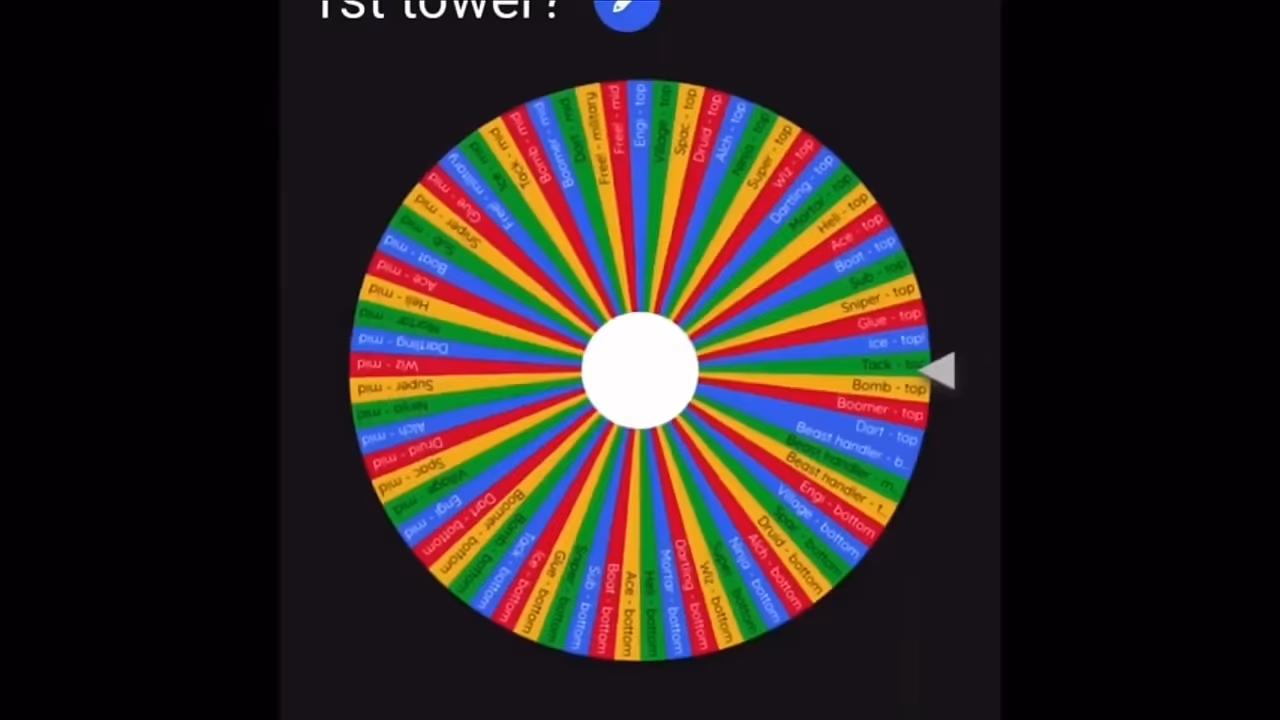 1st tower?
Engi - top
Village - top
Spac - top
Druid - top
Alch - top
Ninja - top
Super - top
Wiz - top
Dartling - top
Mortar - top
Heli - top
Ace - top
Boat - top
Sub - top
Sniper - top
Glue - top
Ice - top!
Tack - top
Bomb - top
Boomer - top
Dart - top
Beast handler - b...
Beast handler - m...
Beast handler - t...
Engi - bottom
Village - bottom
Spac - bottom
Druid - bottom
Alch - bottom
Ninja - bottom
Super - bottom
Wiz - bottom
Dartling - bottom
Mortar - bottom
Heli - bottom
Ace - bottom
Boat - bottom
Sub - bottom
Sniper - bottom
Glue - bottom
Ice - bottom
Tack - bottom
Bomb - bottom
Boomer - bottom
Dart - bottom
Engi - mid
Village - mid
Spac - mid
Druid - mid
Alch - mid
Ninja - mid
Super - mid
Wiz - mid
Dartling - mid
Mortar - mid
Heli - mid
Ace - mid
Boat - mid
Sub - mid
Sniper - mid
Glue - mid
Free! - military
Ice - mid
Tack - mid
Bomb - mid
Boomer - mid
Dart - mid
Free! - military
Free! - mid